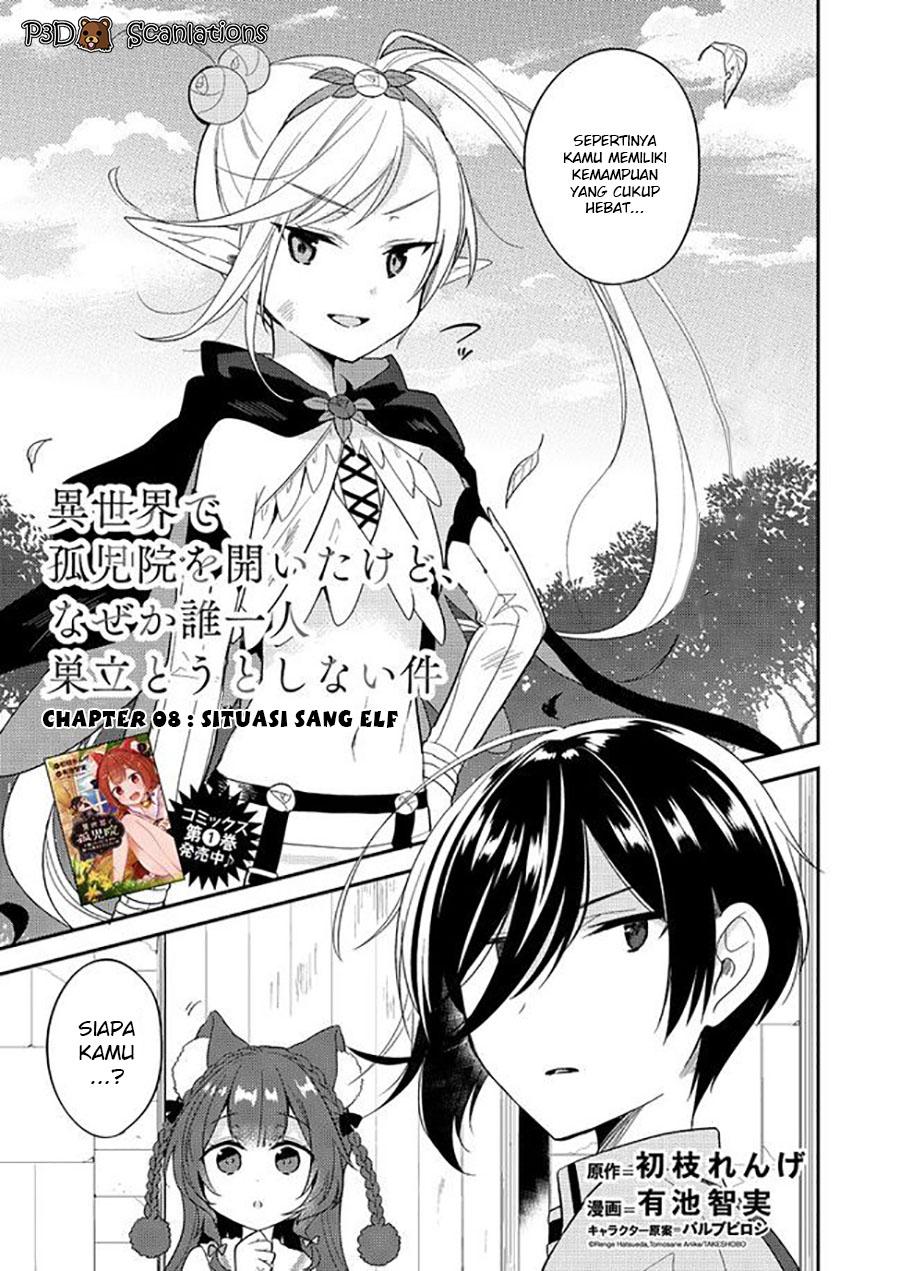 P3D Scanlations
SEPERTINYA
KAMU MEMILIKI
KEMAMPUAN
YANG CUKUP
HEBAT...
異世界で
孤児院を開いたけど、
なぜか誰一人
巣立とうとしない件
CHAPTER 08 : SITUASI SANG ELF
コミックス
第1巻
発売中♪
SIAPA
KAMU
...?
原作=初枝れんげ
漫画=有池智実
キャラクター原案=パルプピロシ
©Renge Hatsueda,Tomosane Ariike/TAKESHOBO